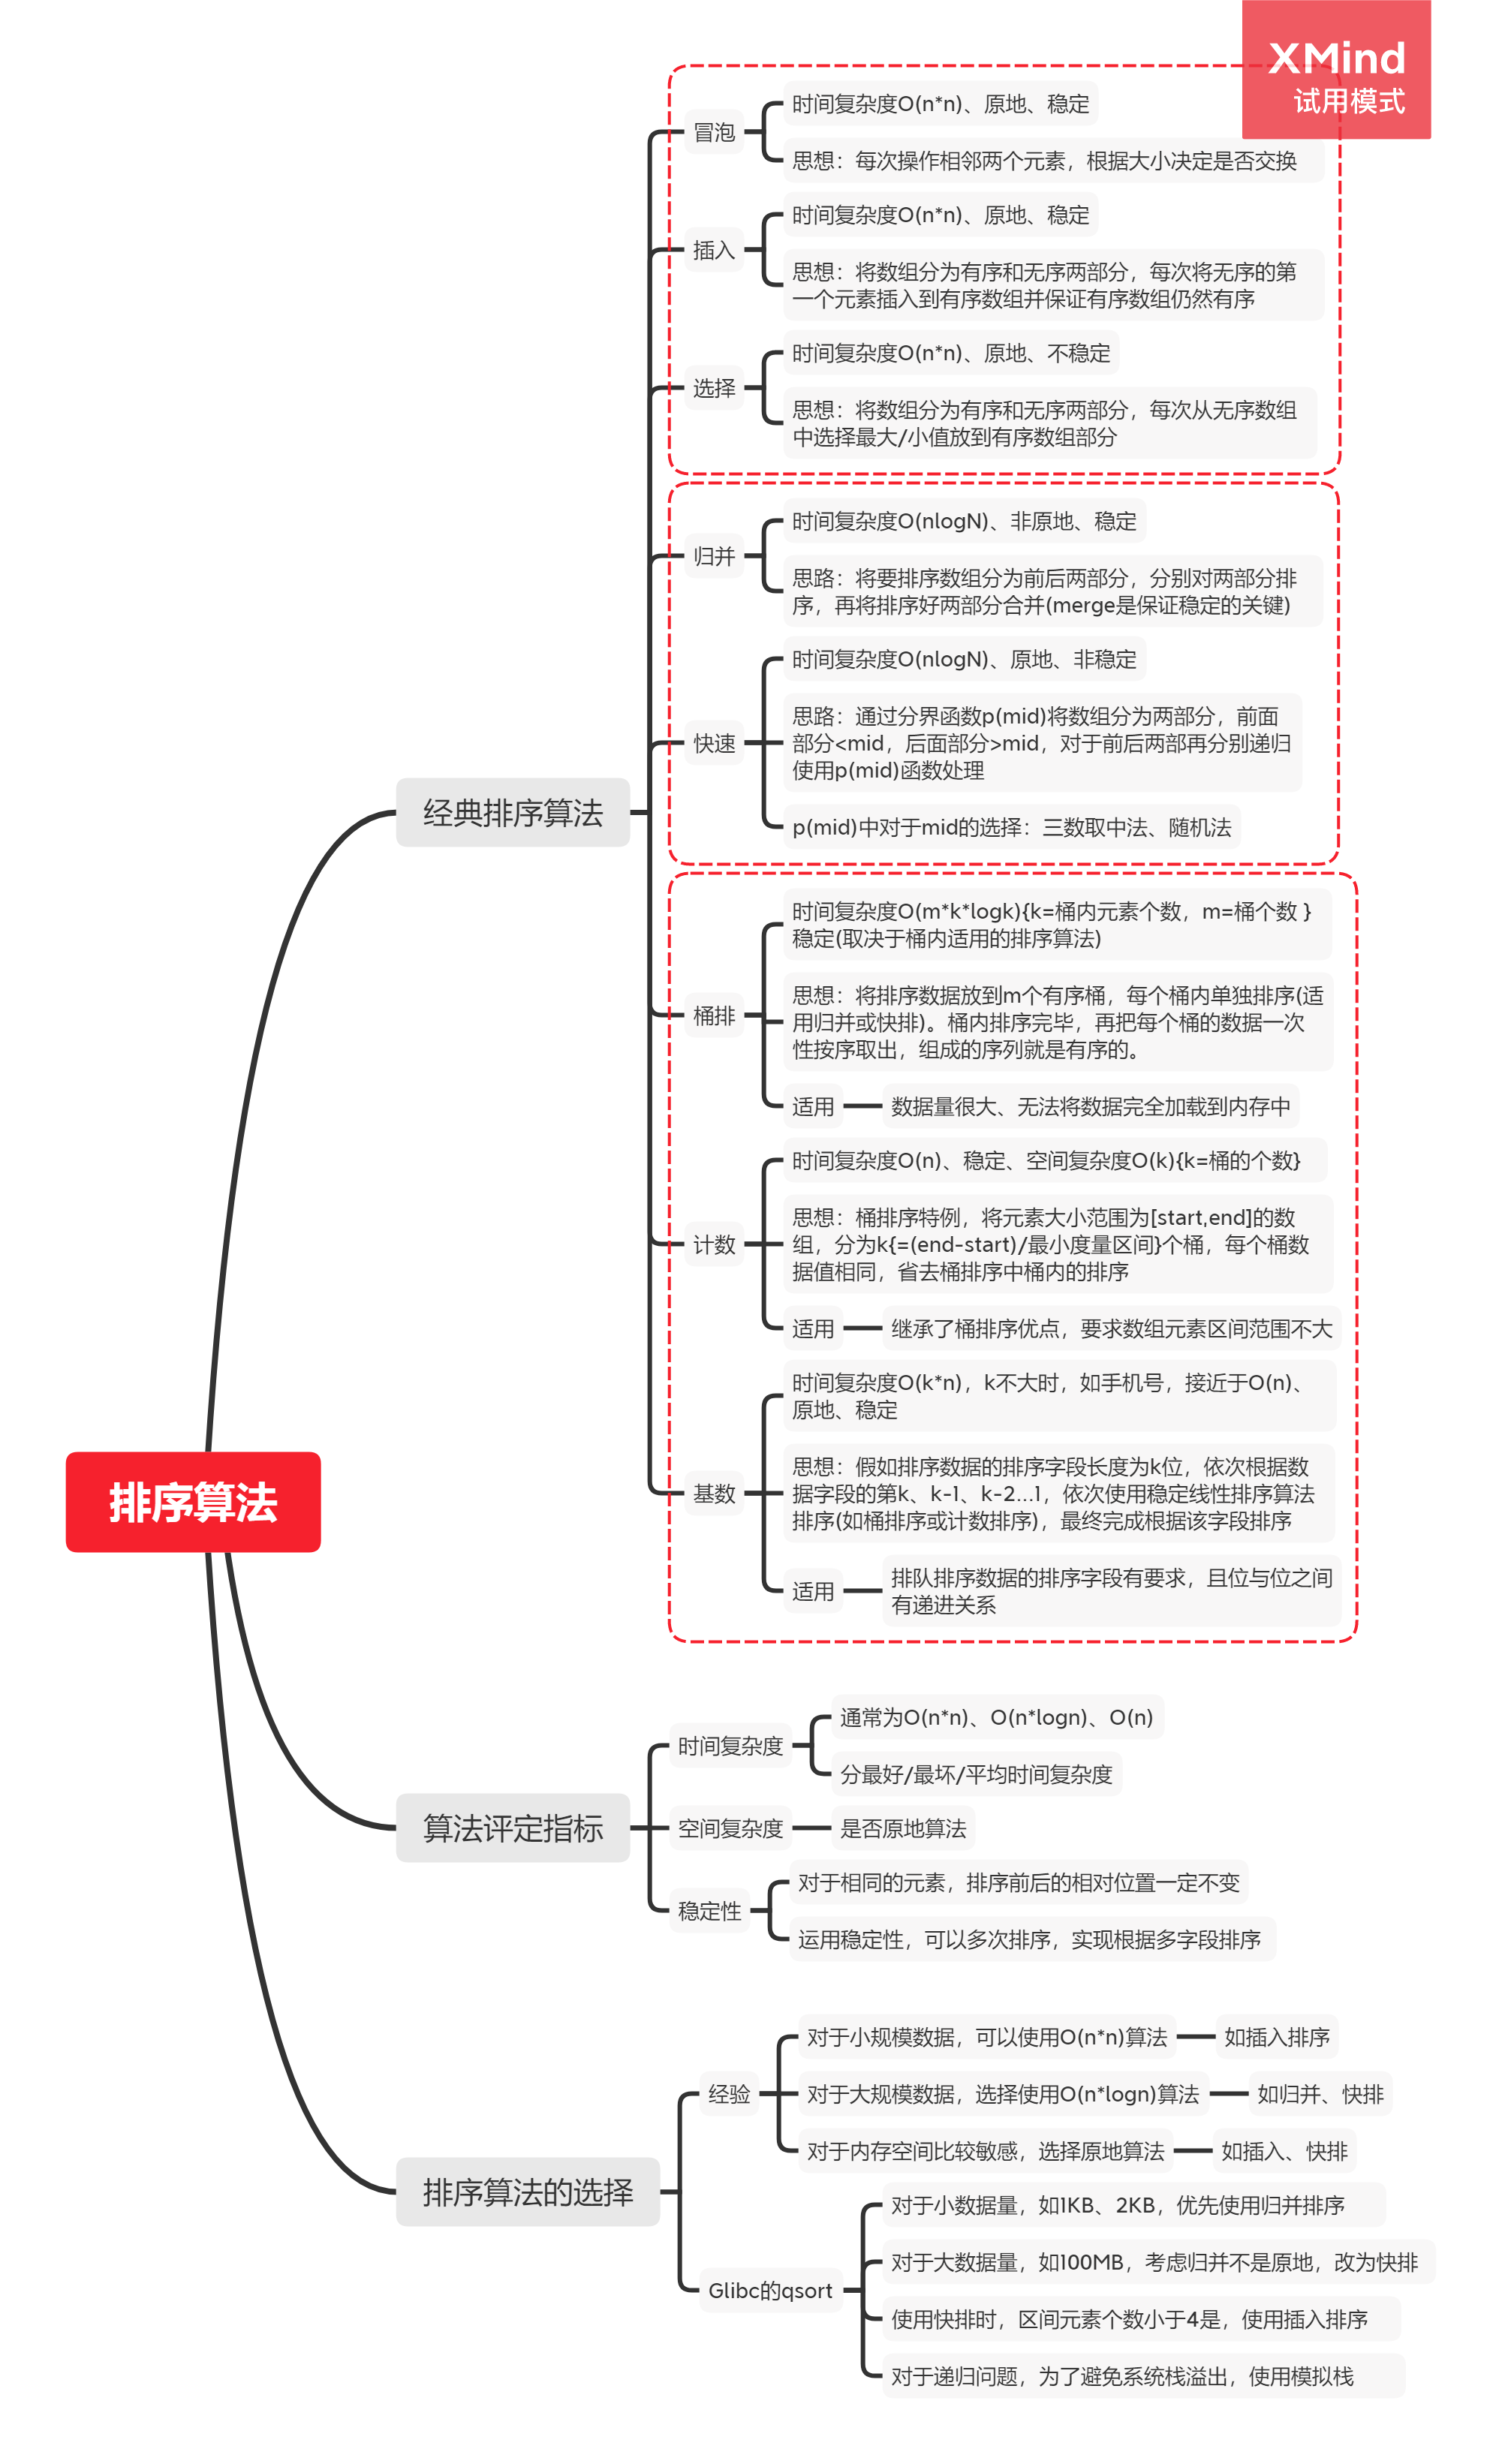 XMind
试用模式
冒泡
时间复杂度O(n*n)、原地、稳定
思想：每次操作相邻两个元素，根据大小决定是否交换
插入
时间复杂度O(n*n)、原地、稳定
思想：将数组分为有序和无序两部分，每次将无序的第
一个元素插入到有序数组并保证有序数组仍然有序
选择
时间复杂度O(n*n)、原地、不稳定
思想：将数组分为有序和无序两部分，每次从无序数组
中选择最大/小值放到有序数组部分
归并
时间复杂度O(nlogN)、非原地、稳定
思路：将要排序数组分为前后两部分，分别对两部分排
序，再将排序好两部分合并(merge是保证稳定的关键)
快速
时间复杂度O(nlogN)、原地、非稳定
思路：通过分界函数p(mid)将数组分为两部分，前面
部分<mid，后面部分>mid，对于前后两部再分别递归
使用p(mid)函数处理
p(mid)中对于mid的选择：三数取中法、随机法
经典排序算法
桶排
时间复杂度O(m*k*logk){k=桶内元素个数，m=桶个数 }
稳定(取决于桶内适用的排序算法)
思想：将排序数据放到m个有序桶，每个桶内单独排序(适
用归并或快排)。桶内排序完毕，再把每个桶的数据一次
性按序取出，组成的序列就是有序的。
适用
数据量很大、无法将数据完全加载到内存中
计数
时间复杂度O(n)、稳定、空间复杂度O(k){k=桶的个数}
思想：桶排序特例，将元素大小范围为[start,end]的数
组，分为k{=(end-start)/最小度量区间}个桶，每个桶数
据值相同，省去桶排序中桶内的排序
适用
继承了桶排序优点，要求数组元素区间范围不大
基数
时间复杂度O(k*n)，k不大时，如手机号，接近于O(n)、
原地、稳定
思想：假如排序数据的排序字段长度为k位，依次根据数
据字段的第k、k-1、k-2...1，依次使用稳定线性排序算法
排序(如桶排序或计数排序)，最终完成根据该字段排序
适用
排队排序数据的排序字段有要求，且位与位之间
有递进关系
排序算法
算法评定指标
时间复杂度
通常为O(n*n)、O(n*logn)、O(n)
分最好/最坏/平均时间复杂度
空间复杂度
是否原地算法
稳定性
对于相同的元素，排序前后的相对位置一定不变
运用稳定性，可以多次排序，实现根据多字段排序
排序算法的选择
经验
对于小规模数据，可以使用O(n*n)算法
如插入排序
对于大规模数据，选择使用O(n*logn)算法
如归并、快排
对于内存空间比较敏感，选择原地算法
如插入、快排
Glibc的qsort
对于小数据量，如1KB、2KB，优先使用归并排序
对于大数据量，如100MB，考虑归并不是原地，改为快排
使用快排时，区间元素个数小于4是，使用插入排序
对于递归问题，为了避免系统栈溢出，使用模拟栈